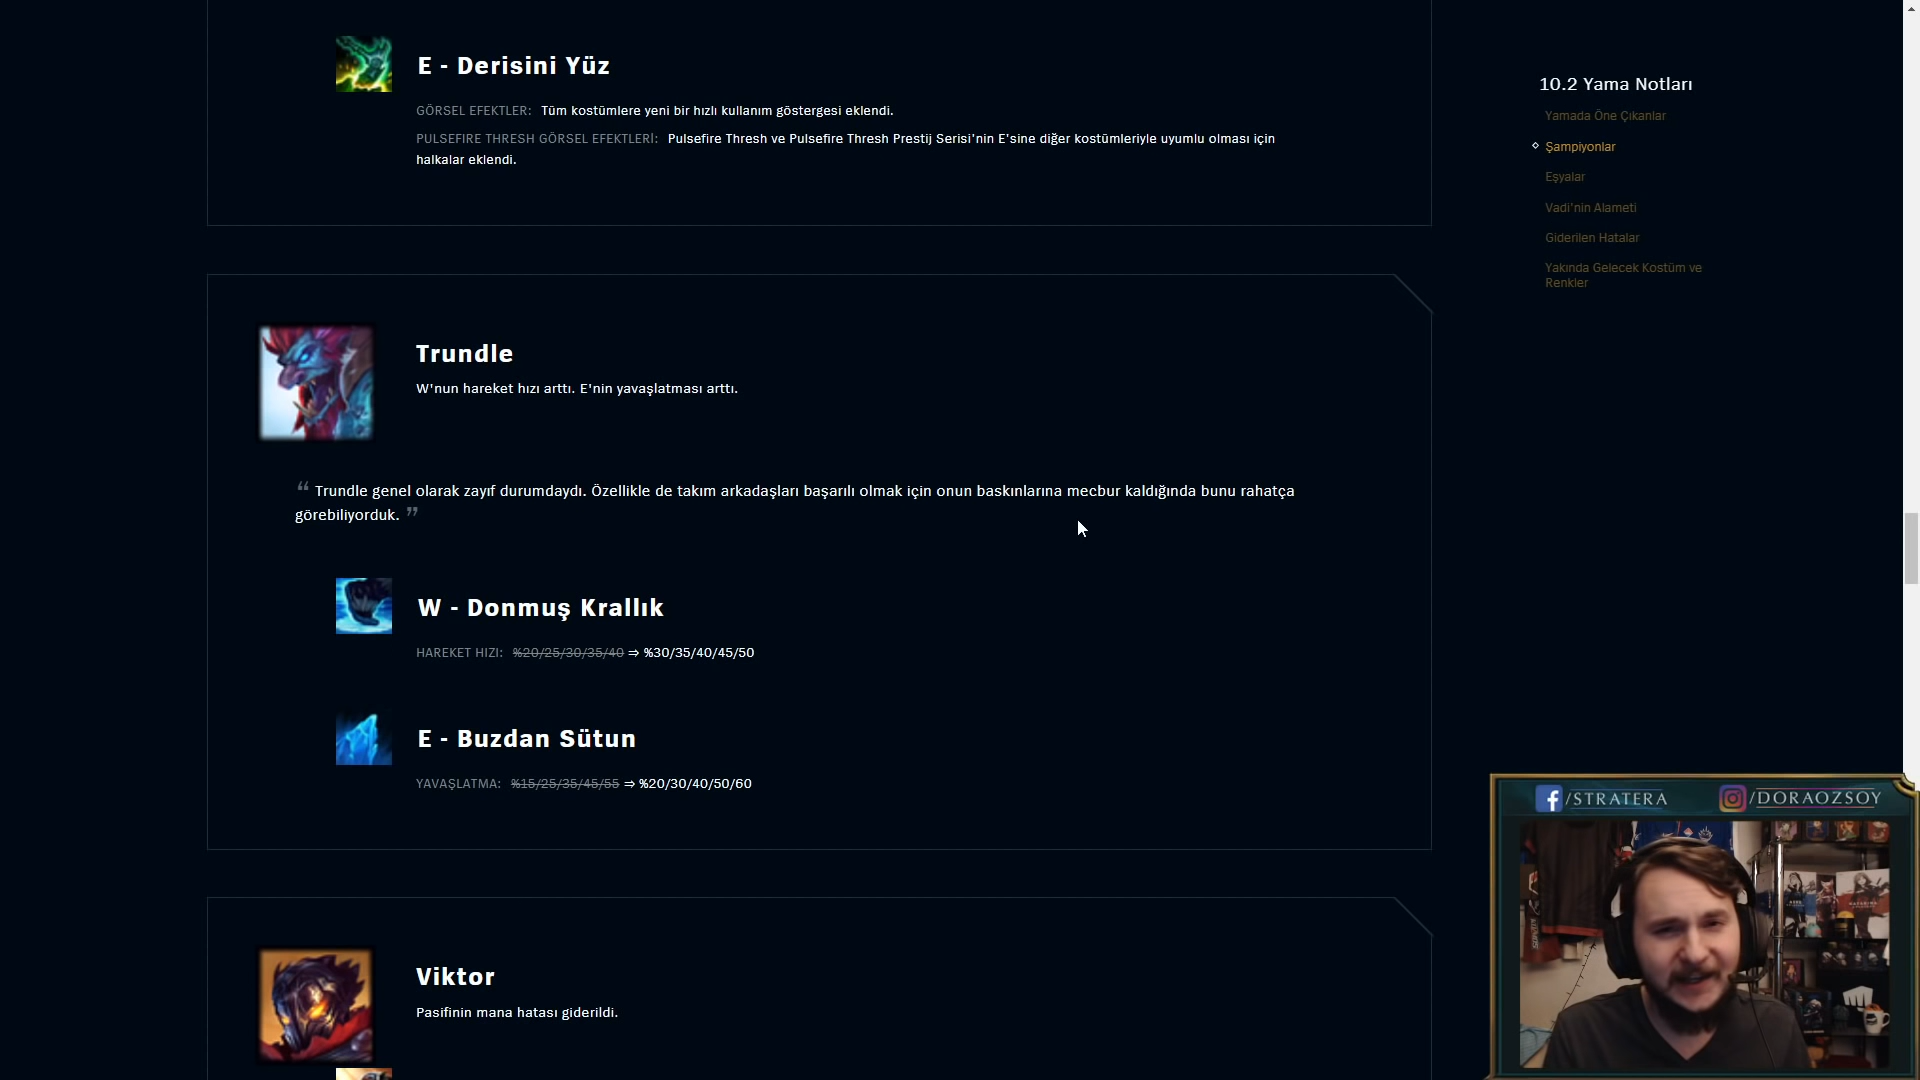 E - Derisini Yüz
GÖRSEL EFEKTLER: Tüm kostümlere yeni bir hızlı kullanım göstergesi eklendi.
PULSEFIRE THRESH GÖRSEL EFEKTLERİ: Pulsefire Thresh ve Pulsefire Thresh Prestij Serisi'nin E'sine diğer kostümleriyle uyumlu olması için
halkalar eklendi.
Trundle
W'nun hareket hızı arttı. E'nin yavaşlatması arttı.
“ Trundle genel olarak zayıf durumdaydı. Özellikle de takım arkadaşları başarılı olmak için onun baskınlarına mecbur kaldığında bunu rahatça
görebiliyorduk. ”
W - Donmuş Krallık
HAREKET HIZI: %20/25/30/35/40 ⇒ %30/35/40/45/50
E - Buzdan Sütun
YAVAŞLATMA: %15/25/35/45/55 ⇒ %20/30/40/50/60
Viktor
Pasifinin mana hatası giderildi.
10.2 Yama Notları
Yamada Öne Çıkanlar
Şampiyonlar
Eşyalar
Vadi'nin Alameti
Giderilen Hatalar
Yakında Gelecek Kostüm ve
Renkler
/STRATERA
/DORAOZSOY